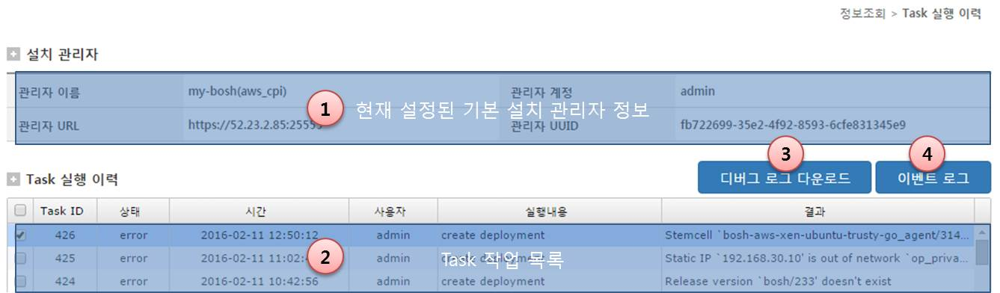 정보조회 > Task 실행 이력
설치 관리자
관리자 이름 my-bosh(aws_cpi) 관리자 계정 admin
1 현재 설정된 기본 설치 관리자 정보
관리자 URL https://52.23.2.85:25555 관리자 UUID fb722699-35e2-4f92-8593-6cfe831345e9
3 4
Task 실행 이력 디버그 로그 다운로드 이벤트 로그
Task ID 상태 시간 사용자 실행내용 결과
426 error 2016-02-11 12:50:12 admin create deployment Stemcell `bosh-aws-xen-ubuntu-trusty-go_agent/314...
2 Task 작업 목록
425 error 2016-02-11 11:02: admin create deployment Static IP `192.168.30.10' is out of network `op_priva...
424 error 2016-02-11 10:42:56 admin create deployment Release version `bosh/233' doesn't exist